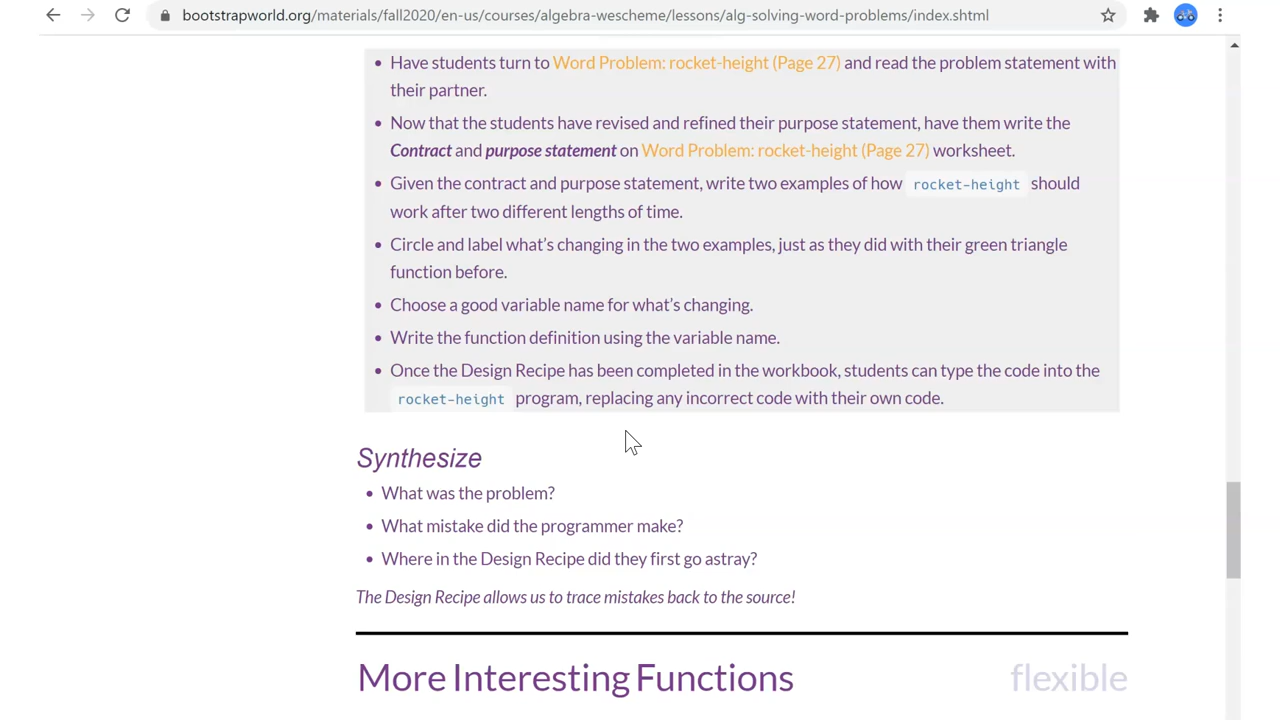 bootstrapworld.org/materials/fall2020/en-us/courses/algebra-wescheme/lessons/alg-solving-word-problems/index.shtml
• Have students turn to Word Problem: rocket-height (Page 27) and read the problem statement with
their partner.
• Now that the students have revised and refined their purpose statement, have them write the
Contract and purpose statement on Word Problem: rocket-height (Page 27) worksheet.
• Given the contract and purpose statement, write two examples of how rocket-height should
work after two different lengths of time.
• Circle and label what's changing in the two examples, just as they did with their green triangle
function before.
• Choose a good variable name for what's changing.
• Write the function definition using the variable name.
• Once the Design Recipe has been completed in the workbook, students can type the code into the
rocket-height program, replacing any incorrect code with their own code.
Synthesize
• What was the problem?
• What mistake did the programmer make?
• Where in the Design Recipe did they first go astray?
The Design Recipe allows us to trace mistakes back to the source!
More Interesting Functions flexible